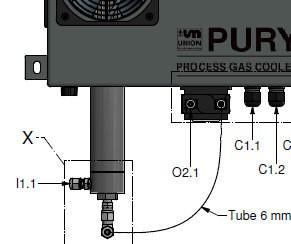 UNION
PURY
PROCESS GAS COOLE
X
I1.1
O2.1
C1.1
C
C1.2
Tube 6 mm